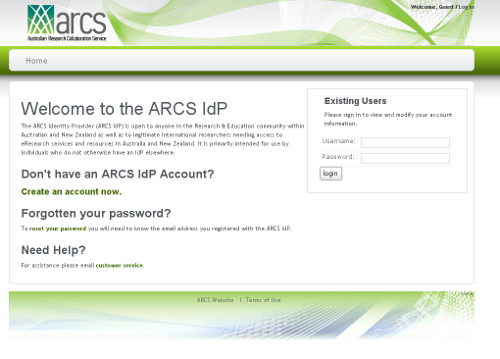 Welcome, Guest / Log In
arcs
Australian Research Collaboration Service
Home
Welcome to the ARCS IdP
The ARCS Identity Provider (ARCS IdP) is open to anyone in the Research & Education community within
Australian and New Zealand as well as to legitimate international researchers needing access to
eResearch services and resources in Australia and New Zealand. It is primarily intended for use by
individuals who do not otherwise have an IdP elsewhere.
Don't have an ARCS IdP Account?
Create an account now.
Forgotten your password?
To reset your password you will need to know the email address you registered with the ARCS IdP.
Need Help?
For assistance please email customer service.
Existing Users
Please sign in to view and modify your account
information.
Username:
Password:
login
ARCS Website | Terms of Use